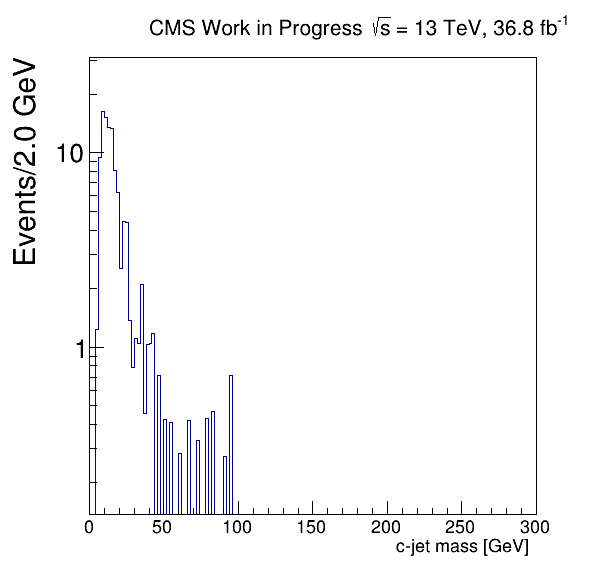 CMS Work in Progress √s = 13 TeV, 36.8 fb⁻¹
Events/2.0 GeV
10
1
0 50 100 150 200 250 300
c-jet mass [GeV]